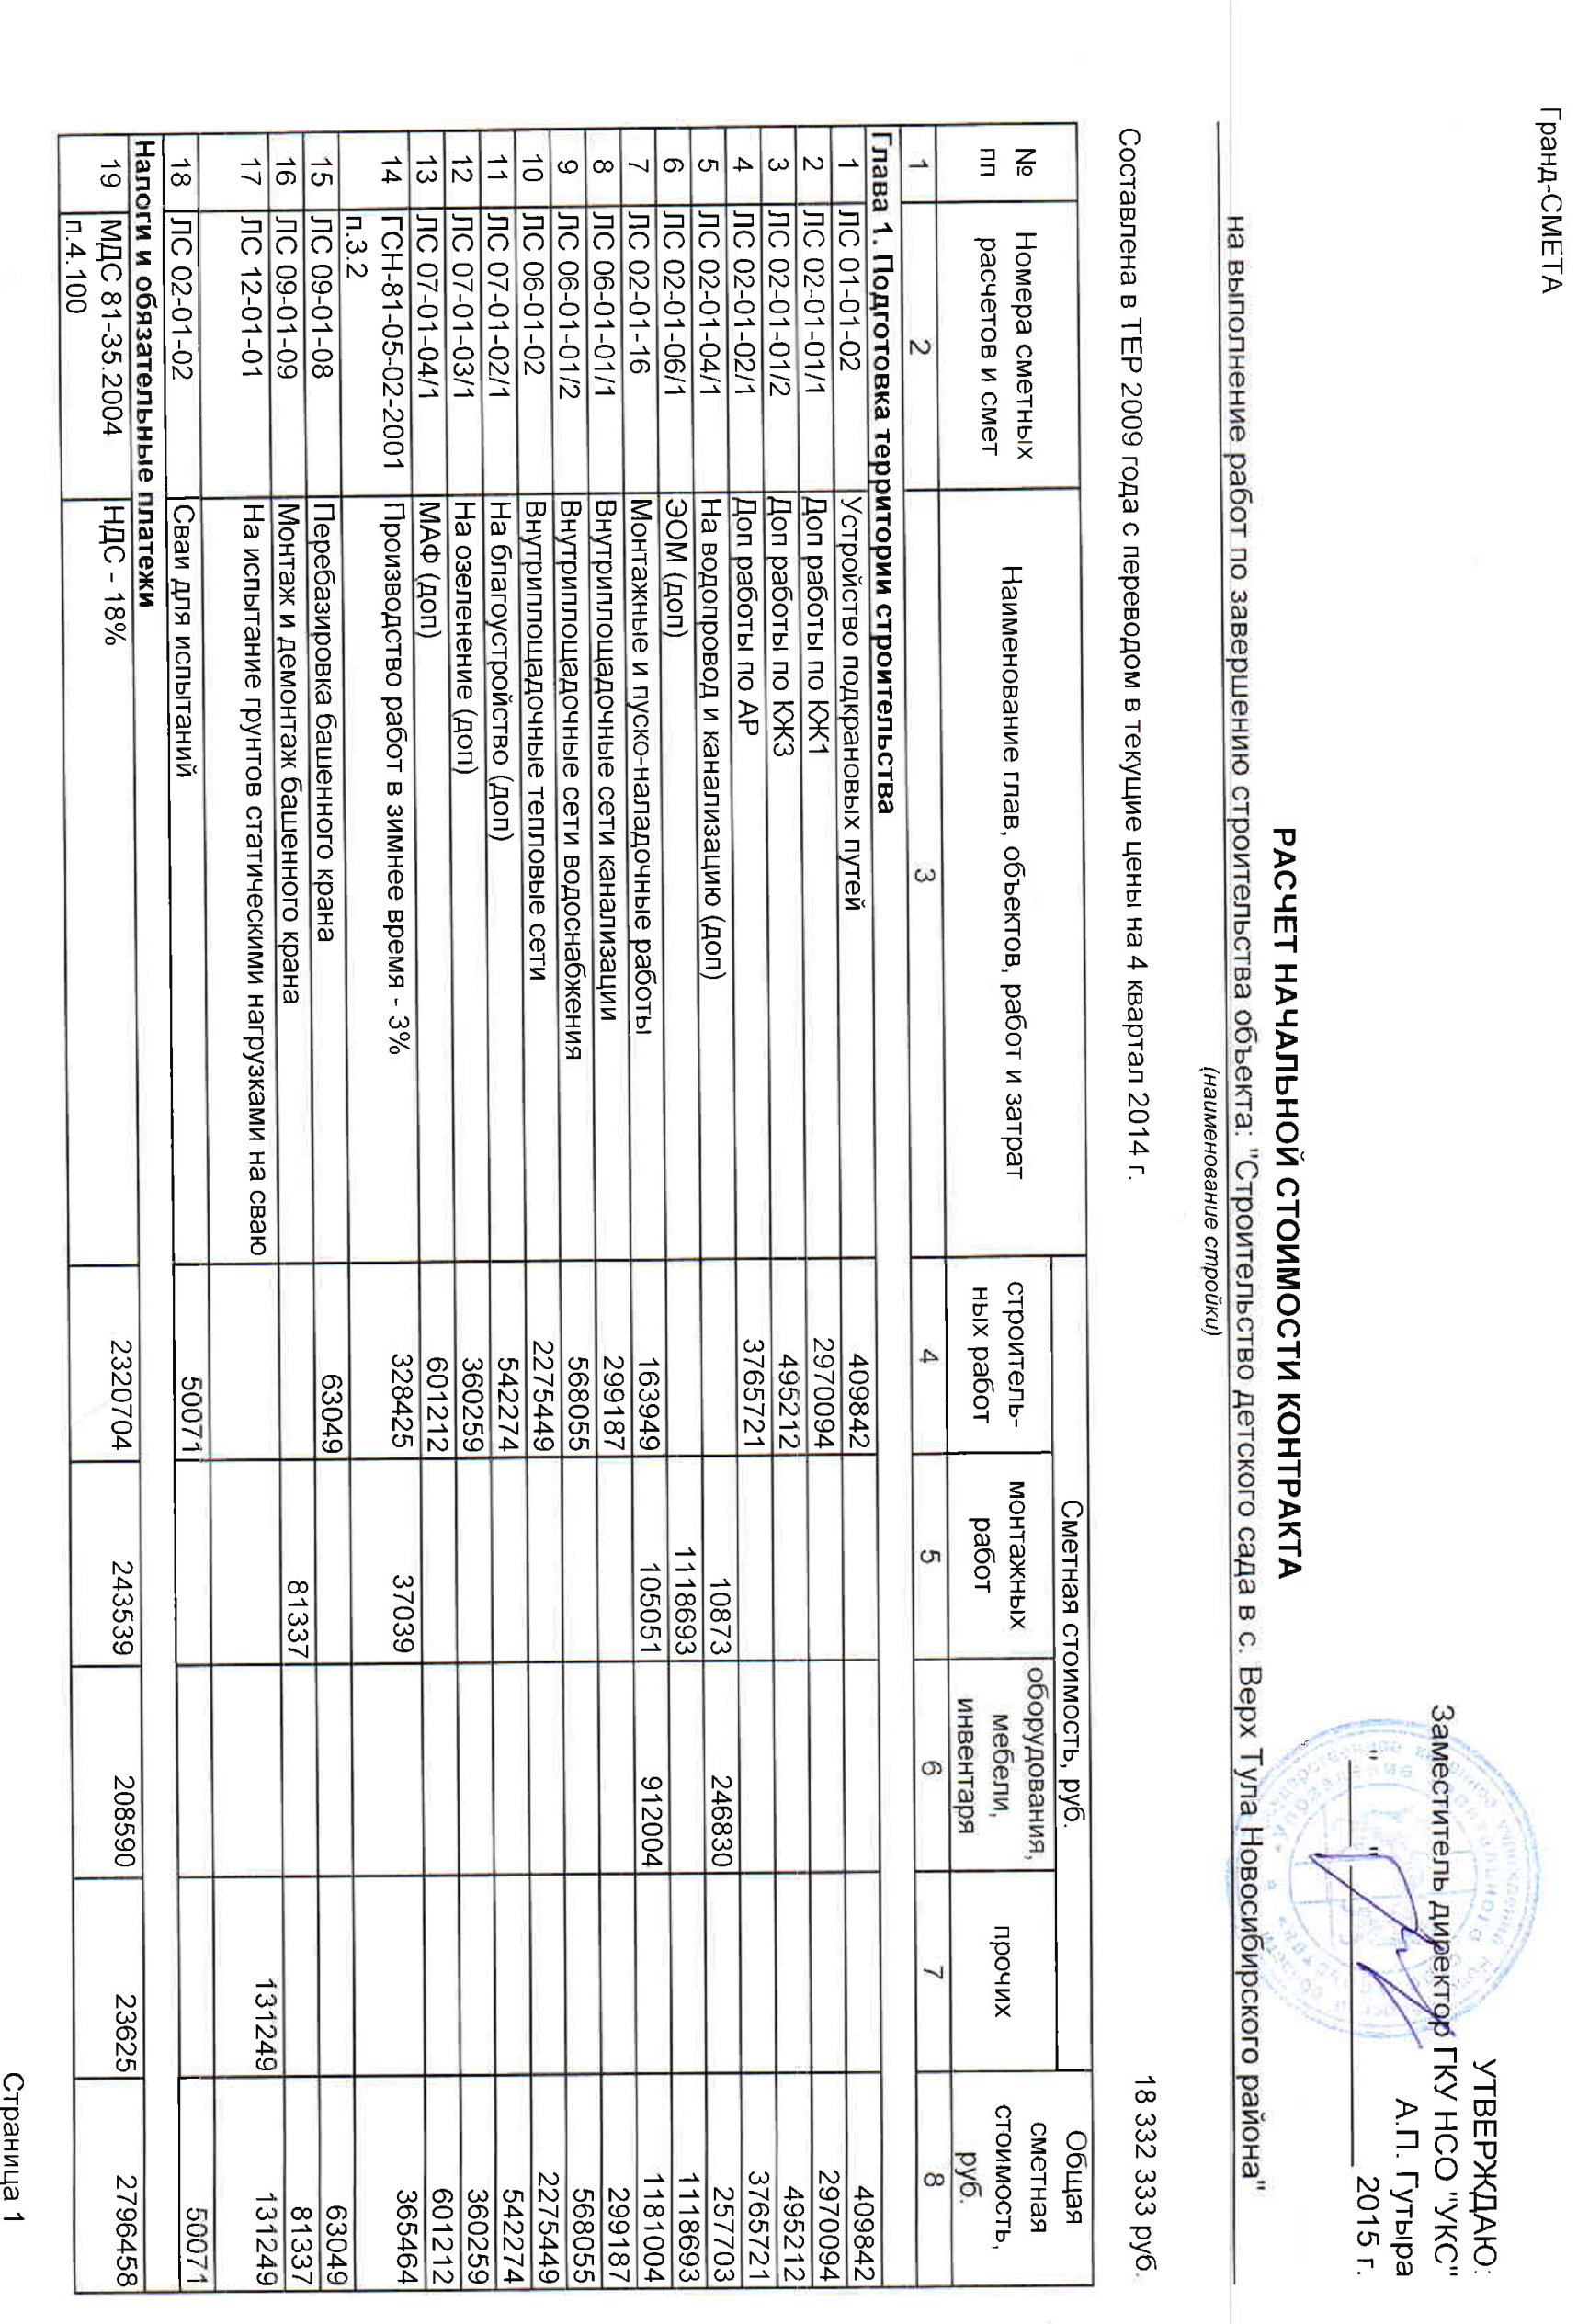 Гранд-СМЕТА
УТВЕРЖДАЮ:
Заместитель директор ГКУ НСО "УКС"
А.П. Гутыра
" " 2015 г.
РАСЧЕТ НАЧАЛЬНОЙ СТОИМОСТИ КОНТРАКТА
на выполнение работ по завершению строительства объекта: "Строительство детского сада в с. Верх Тула Новосибирского района"
(наименование стройки)
18 332 333 руб.
Составлена в ТЕР 2009 года с переводом в текущие цены на 4 квартал 2014 г.
№ пп | Номера сметных расчетов и смет | Наименование глав, объектов, работ и затрат | Сметная стоимость, руб. | Общая сметная стоимость, руб.
строитель-ных работ | монтажных работ | оборудования, мебели, инвентаря | прочих
1 2 3 4 5 6 7 8
Глава 1. Подготовка территории строительства
1 ЛС 01-01-02 Устройство подкрановых путей 409842 409842
2 ЛС 02-01-01/1 Доп работы по КЖ1 2970094 2970094
3 ЛС 02-01-01/2 Доп работы по КЖ3 495212 495212
4 ЛС 02-01-02/1 Доп работы по АР 3765721 3765721
5 ЛС 02-01-04/1 На водопровод и канализацию (доп) 10873 246830 257703
6 ЛС 02-01-06/1 ЭОМ (доп) 1118693 1118693
7 ЛС 02-01-16 Монтажные и пуско-наладочные работы 163949 105051 912004 1181004
8 ЛС 06-01-01/1 Внутриплощадочные сети канализации 299187 299187
9 ЛС 06-01-01/2 Внутриплощадочные сети водоснабжения 568055 568055
10 ЛС 06-01-02 Внутриплощадочные тепловые сети 2275449 2275449
11 ЛС 07-01-02/1 На благоустройство (доп) 542274 542274
12 ЛС 07-01-03/1 На озеленение (доп) 360259 360259
13 ЛС 07-01-04/1 МАФ (доп) 601212 601212
14 ГСН-81-05-02-2001 Производство работ в зимнее время - 3% 328425 37039 365464
п.3.2
15 ЛС 09-01-08 Перебазировка башенного крана 63049 63049
16 ЛС 09-01-09 Монтаж и демонтаж башенного крана 81337 81337
17 ЛС 12-01-01 На испытание грунтов статическими нагрузками на сваю 131249 131249
18 ЛС 02-01-02 Сваи для испытаний 50071 50071
Налоги и обязательные платежи
19 МДС 81-35.2004 НДС - 18% 2320704 243539 208590 23625 2796458
п.4.100
Страница 1